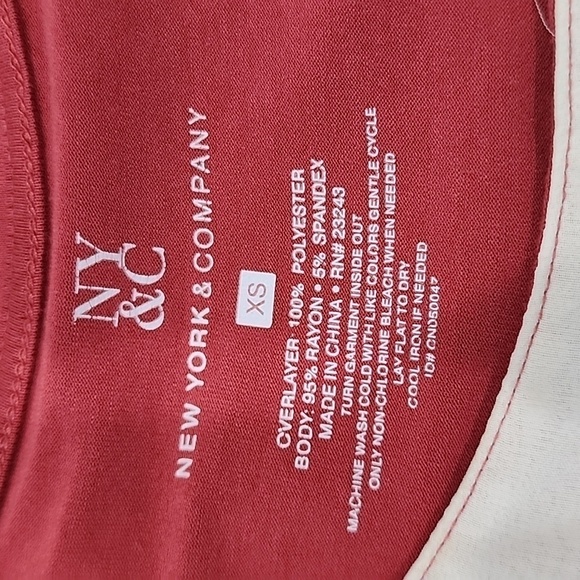 NY
&C
NEW YORK & COMPANY
XS
OVERLAYER 100% POLYESTER
BODY: 95% RAYON • 5% SPANDEX
MADE IN CHINA • RN# 23243
TURN GARMENT INSIDE OUT
MACHINE WASH COLD WITH LIKE COLORS GENTLE CYCLE
ONLY NON-CHLORINE BLEACH WHEN NEEDED
LAY FLAT TO DRY
COOL IRON IF NEEDED
ID# CN050047